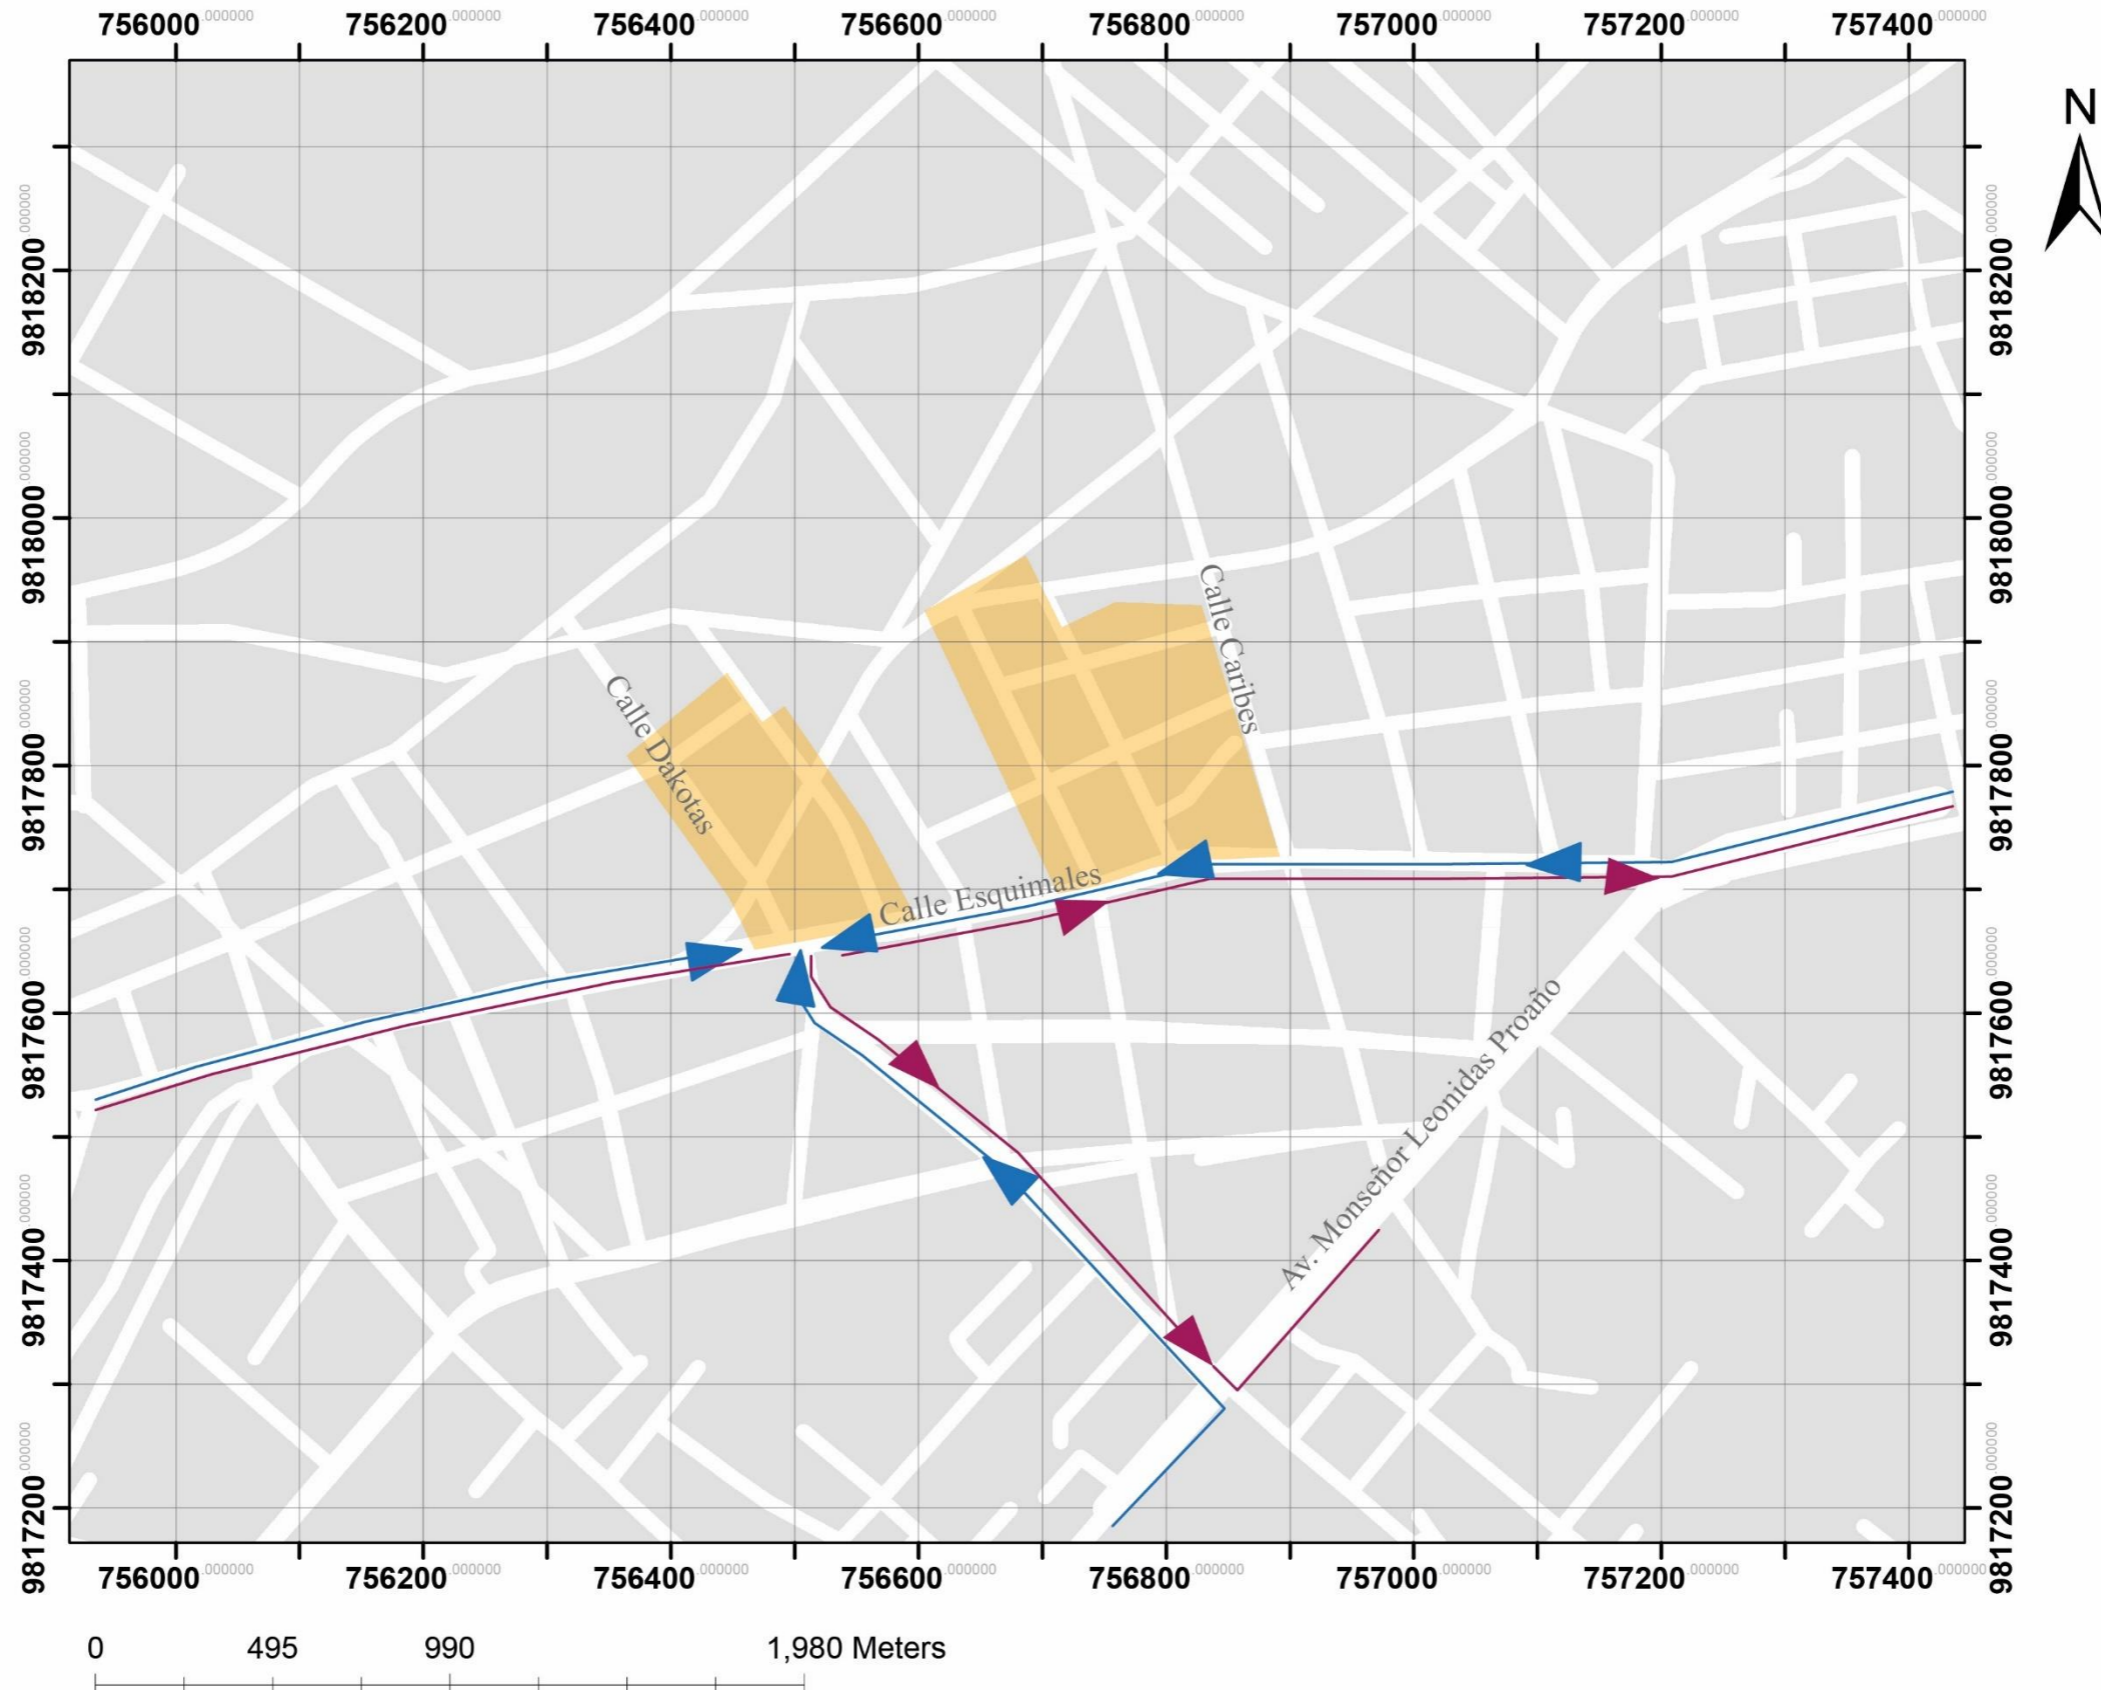 756000.000000 756200.000000 756400.000000 756600.000000 756800.000000 757000.000000 757200.000000 757400.000000
N
9818200.000000 9818200.000000
9818000.000000 9818000.000000
Calle Caribes
Calle Dakotas
9817800.000000 9817800.000000
Calle Esquimales
9817600.000000 9817600.000000
Av. Monseñor Leonidas Proaño
9817400.000000 9817400.000000
9817200.000000 9817200.000000
756000.000000 756200.000000 756400.000000 756600.000000 756800.000000 757000.000000 757200.000000 757400.000000
0 495 990 1,980 Meters